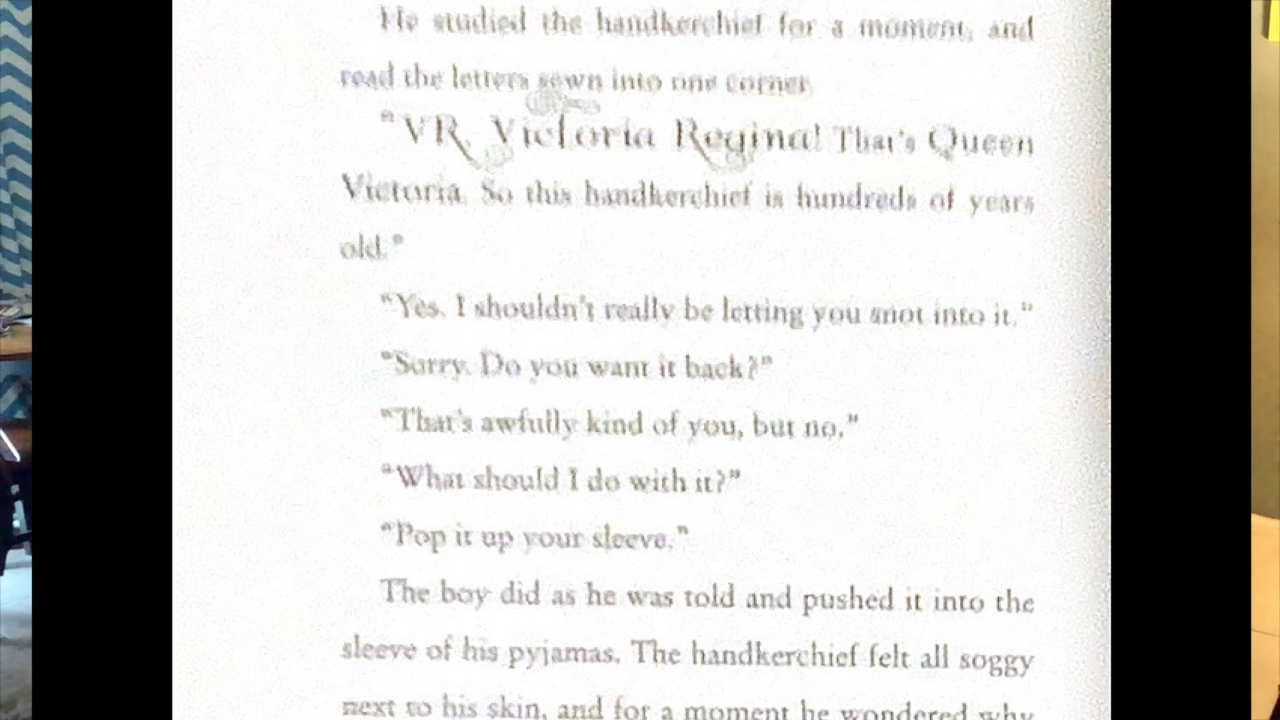 He studied the handkerchief for a moment, and
read the letters sewn into one corner.
"VR, Victoria Regina! That's Queen
Victoria. So this handkerchief is hundreds of years
old."
"Yes. I shouldn't really be letting you snot into it."
"Sorry. Do you want it back?"
"That's awfully kind of you, but no."
"What should I do with it?"
"Pop it up your sleeve."
The boy did as he was told and pushed it into the
sleeve of his pyjamas. The handkerchief felt all soggy
next to his skin, and for a moment he wondered why